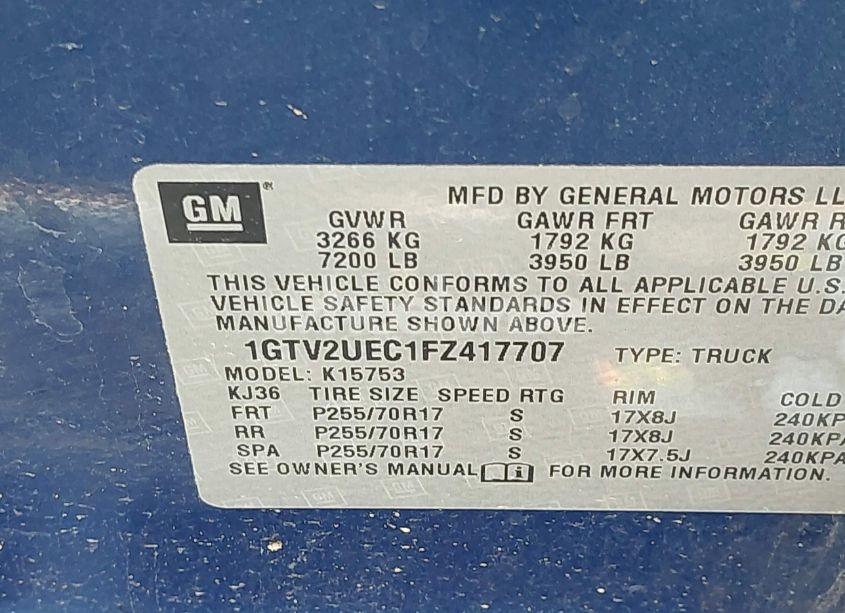 GM ®
MFD BY GENERAL MOTORS LL
GVWR GAWR FRT GAWR R
3266 KG 1792 KG 1792 KG
7200 LB 3950 LB 3950 LB
THIS VEHICLE CONFORMS TO ALL APPLICABLE U.S.
VEHICLE SAFETY STANDARDS IN EFFECT ON THE DA
MANUFACTURE SHOWN ABOVE.
1GTV2UEC1FZ417707 TYPE: TRUCK
MODEL: K15753
KJ36 TIRE SIZE SPEED RTG RIM COLD
FRT P255/70R17 S 17X8J 240KP
RR P255/70R17 S 17X8J 240KPA
SPA P255/70R17 S 17X7.5J 240KPA
SEE OWNER'S MANUAL i FOR MORE INFORMATION.